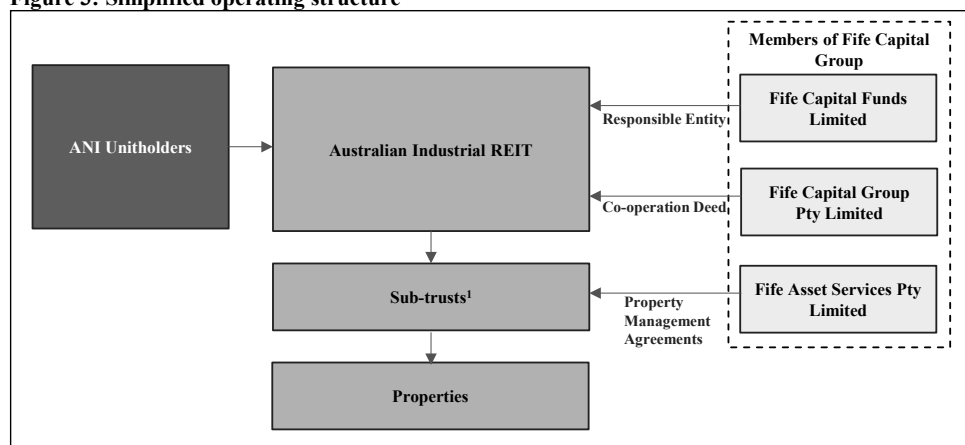 Figure 3: Simplified operating structure
Members of Fife Capital
Group
ANI Unitholders
Australian Industrial REIT
Responsible Entity
Fife Capital Funds
Limited
Co-operation Deed
Fife Capital Group
Pty Limited
Sub-trusts¹
Property
Management
Agreements
Fife Asset Services Pty
Limited
Properties